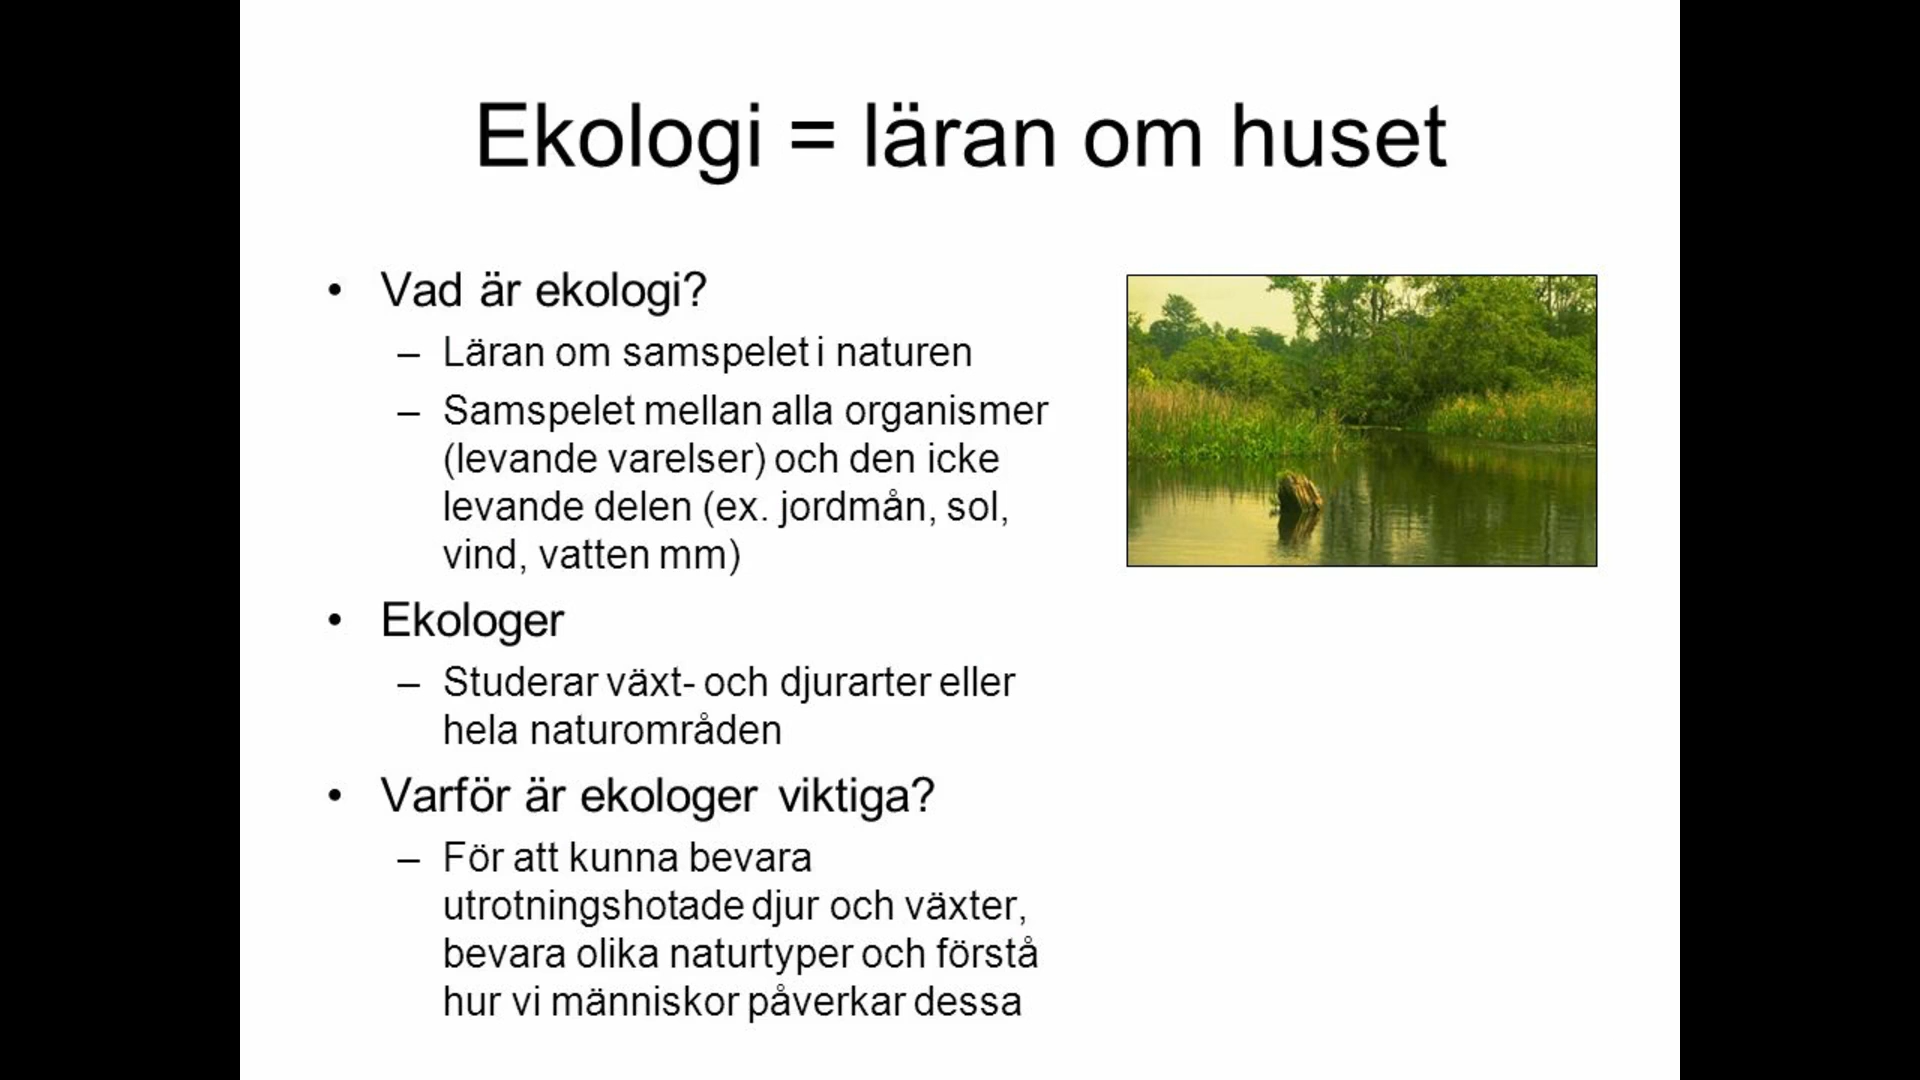 Ekologi = läran om huset
• Vad är ekologi?
– Läran om samspelet i naturen
– Samspelet mellan alla organismer
(levande varelser) och den icke
levande delen (ex. jordmån, sol,
vind, vatten mm)
• Ekologer
– Studerar växt- och djurarter eller
hela naturområden
• Varför är ekologer viktiga?
– För att kunna bevara
utrotningshotade djur och växter,
bevara olika naturtyper och förstå
hur vi människor påverkar dessa